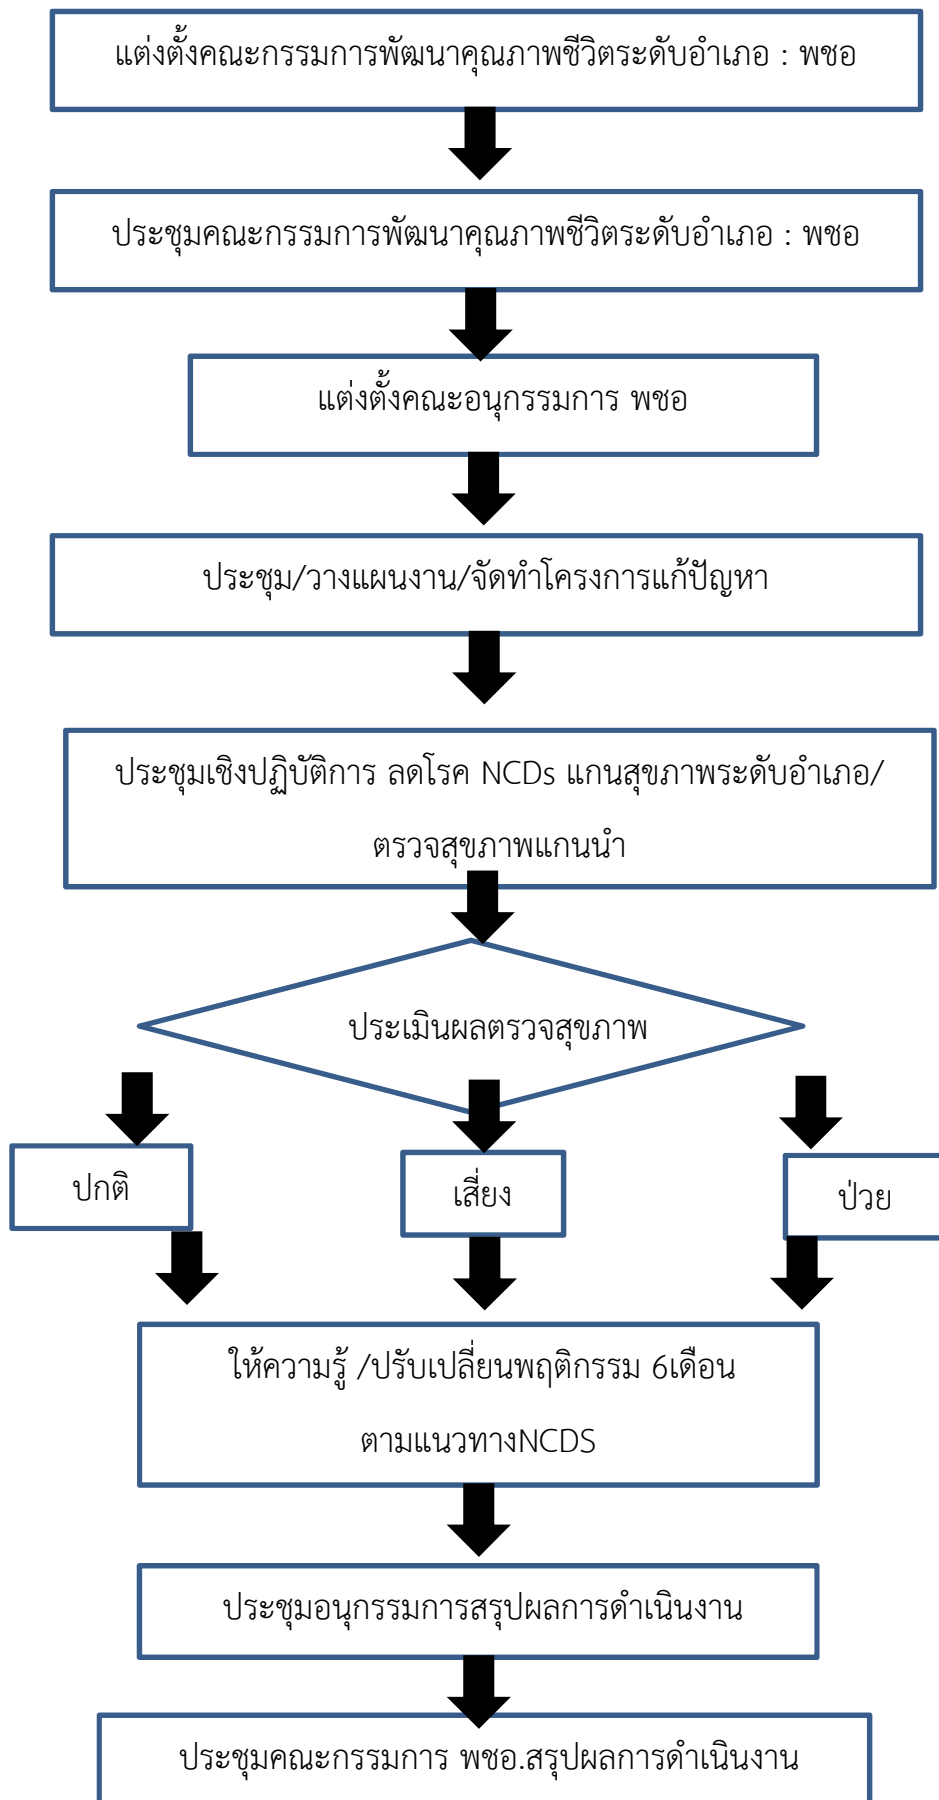 แต่งตั้งคณะกรรมการพัฒนาคุณภาพชีวิตระดับอำเภอ : พชอ
ประชุมคณะกรรมการพัฒนาคุณภาพชีวิตระดับอำเภอ : พชอ
แต่งตั้งคณะอนุกรรมการ พชอ
ประชุม/วางแผนงาน/จัดทำโครงการแก้ปัญหา
ประชุมเชิงปฏิบัติการ ลดโรค NCDs แกนสุขภาพระดับอำเภอ/
ตรวจสุขภาพแกนนำ
ประเมินผลตรวจสุขภาพ
ปกติ
เสี่ยง
ป่วย
ให้ความรู้ /ปรับเปลี่ยนพฤติกรรม 6เดือน
ตามแนวทางNCDS
ประชุมอนุกรรมการสรุปผลการดำเนินงาน
ประชุมคณะกรรมการ พชอ.สรุปผลการดำเนินงาน